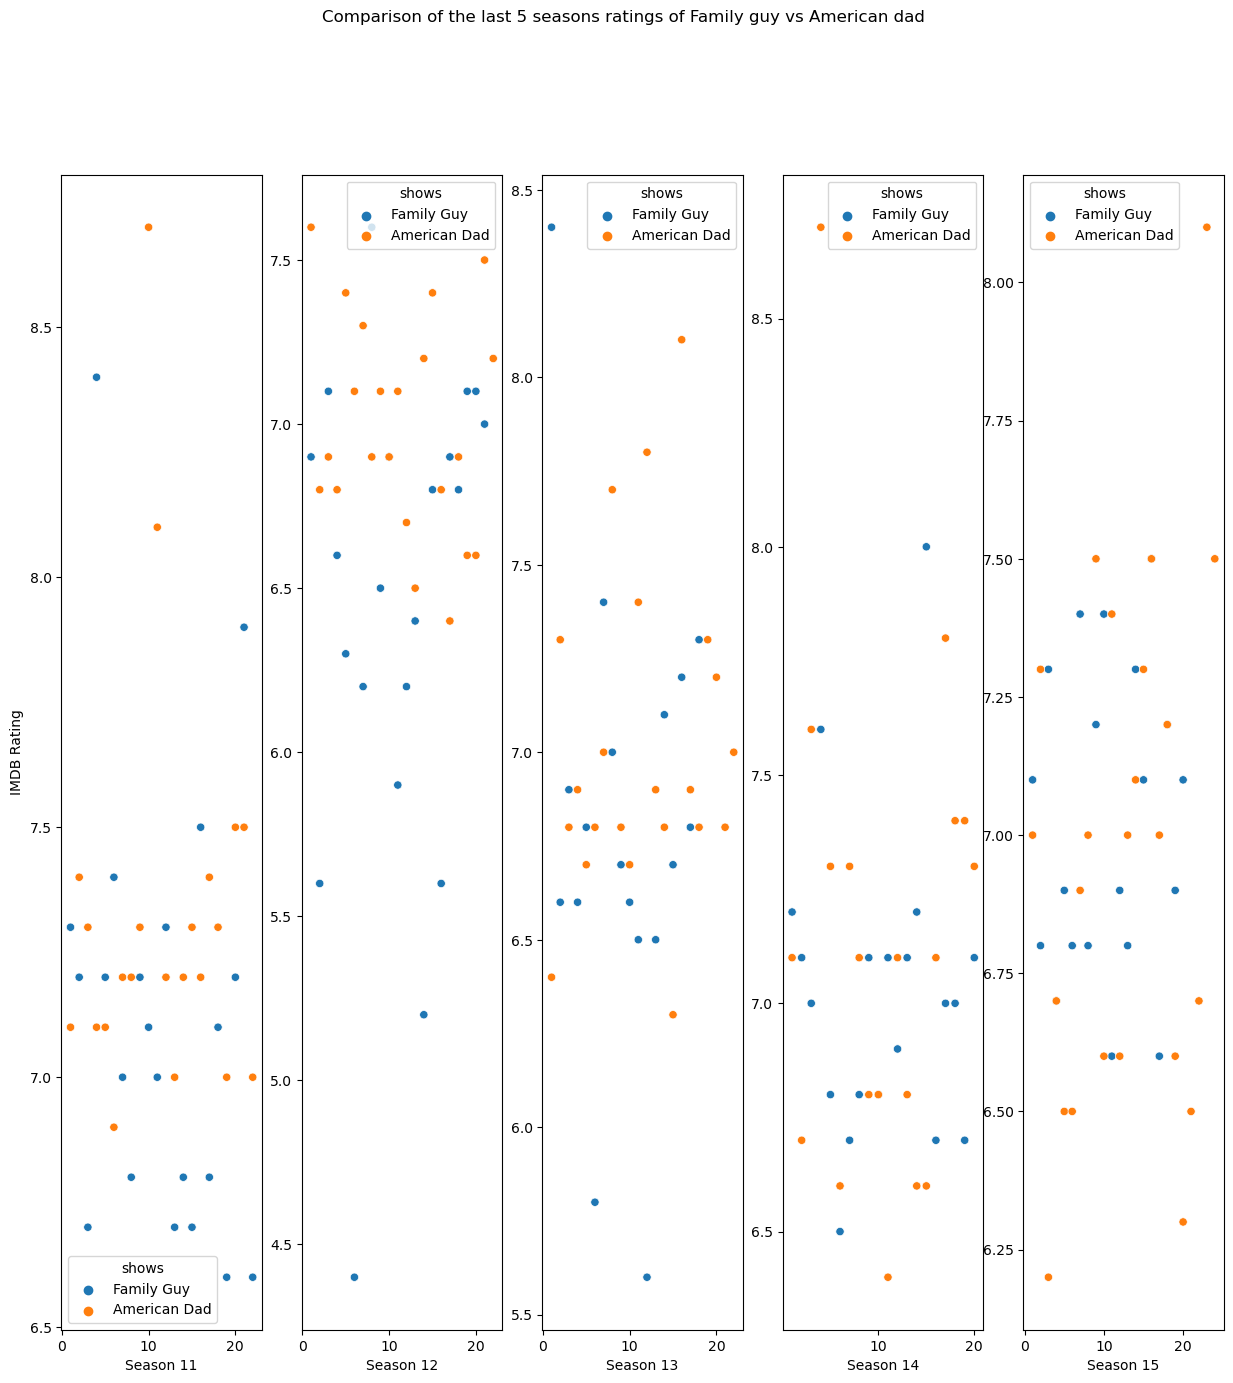 Comparison of the last 5 seasons ratings of Family guy vs American dad
IMDB Rating
8.5
8.0
7.5
7.0
6.5
0 10 20
Season 11
shows
Family Guy
American Dad
7.5
7.0
6.5
6.0
5.5
5.0
4.5
0 10 20
Season 12
shows
Family Guy
American Dad
8.5
8.0
7.5
7.0
6.5
6.0
5.5
0 10 20
Season 13
shows
Family Guy
American Dad
8.5
8.0
7.5
7.0
6.5
10 20
Season 14
shows
Family Guy
American Dad
8.00
7.75
7.50
7.25
7.00
6.75
6.50
6.25
0 10 20
Season 15
shows
Family Guy
American Dad